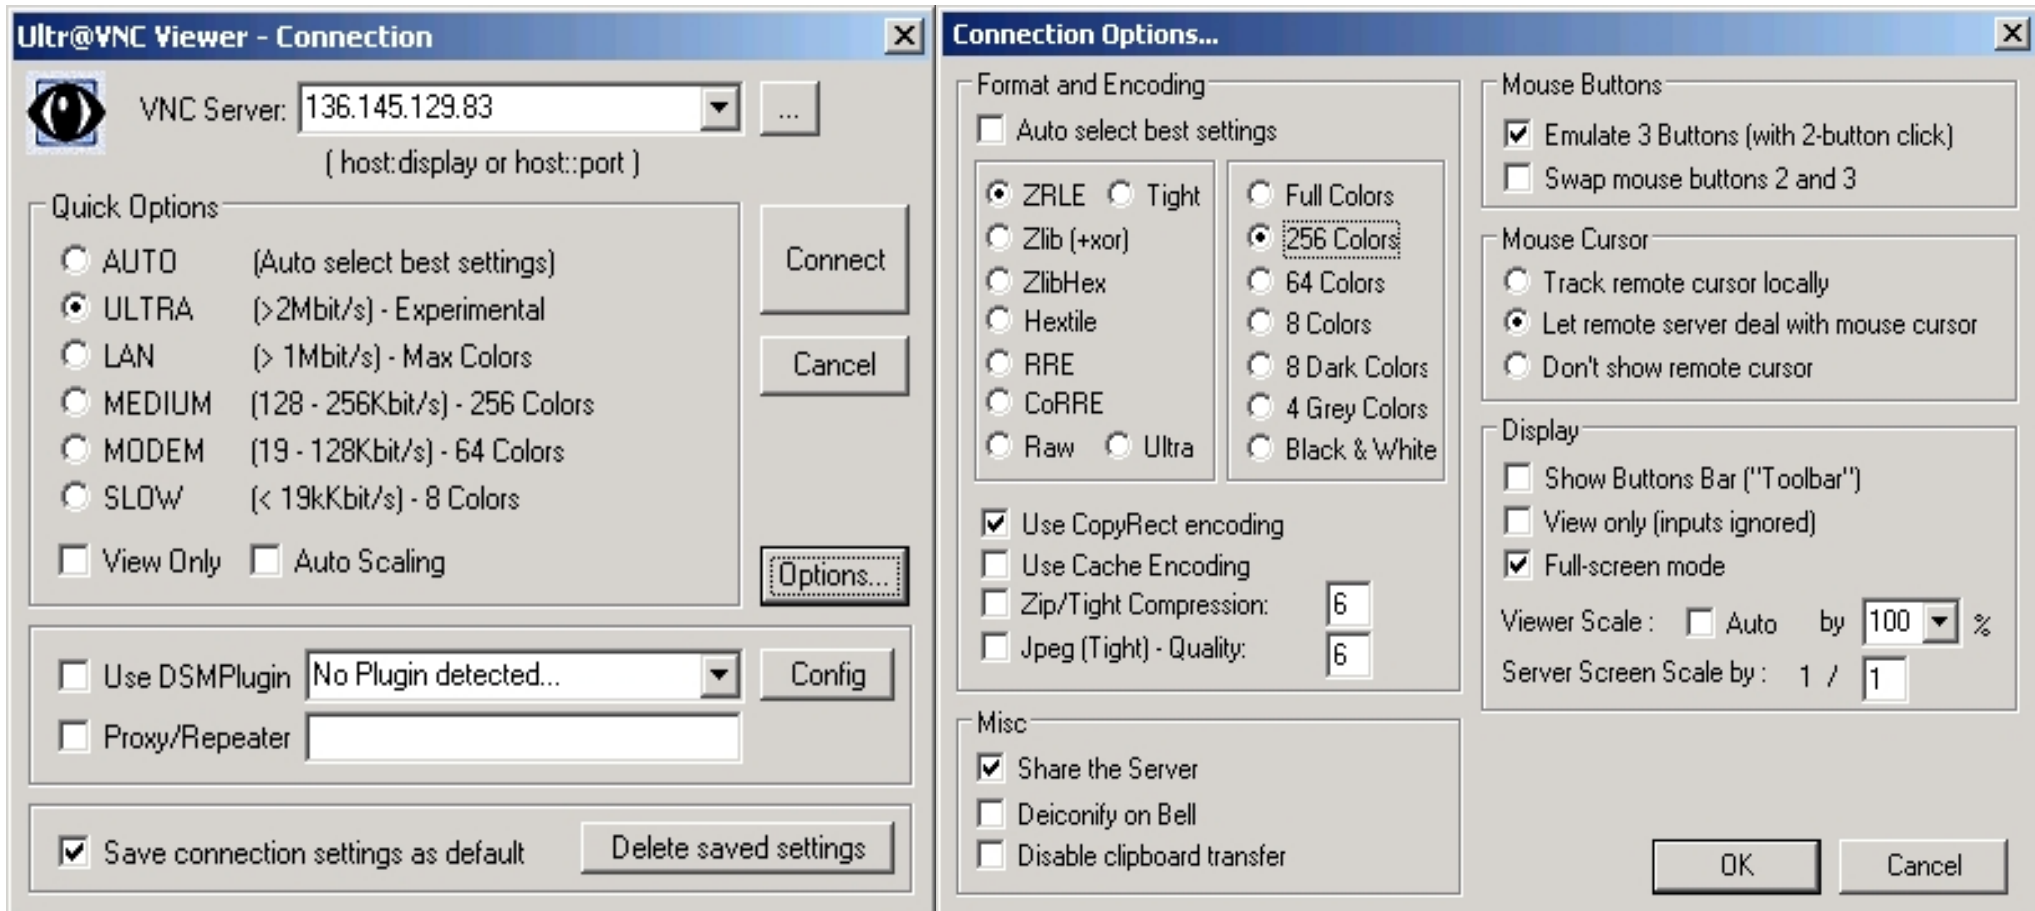 Ultr@VNC Viewer - Connection
VNC Server: 136.145.129.83 ...
( host:display or host::port )
Quick Options
AUTO (Auto select best settings)
ULTRA (>2Mbit/s) - Experimental
LAN (> 1Mbit/s) - Max Colors
MEDIUM (128 - 256Kbit/s) - 256 Colors
MODEM (19 - 128Kbit/s) - 64 Colors
SLOW (< 19kKbit/s) - 8 Colors
View Only Auto Scaling
Connect
Cancel
Options...
Use DSMPlugin No Plugin detected... Config
Proxy/Repeater
Save connection settings as default Delete saved settings
Connection Options...
Format and Encoding
Auto select best settings
ZRLE Tight
Zlib (+xor)
ZlibHex
Hextile
RRE
CoRRE
Raw Ultra
Full Colors
256 Colors
64 Colors
8 Colors
8 Dark Colors
4 Grey Colors
Black & White
Use CopyRect encoding
Use Cache Encoding
Zip/Tight Compression: 6
Jpeg (Tight) - Quality: 6
Misc
Share the Server
Deiconify on Bell
Disable clipboard transfer
Mouse Buttons
Emulate 3 Buttons (with 2-button click)
Swap mouse buttons 2 and 3
Mouse Cursor
Track remote cursor locally
Let remote server deal with mouse cursor
Don't show remote cursor
Display
Show Buttons Bar ("Toolbar")
View only (inputs ignored)
Full-screen mode
Viewer Scale : Auto by 100 %
Server Screen Scale by : 1 / 1
OK Cancel